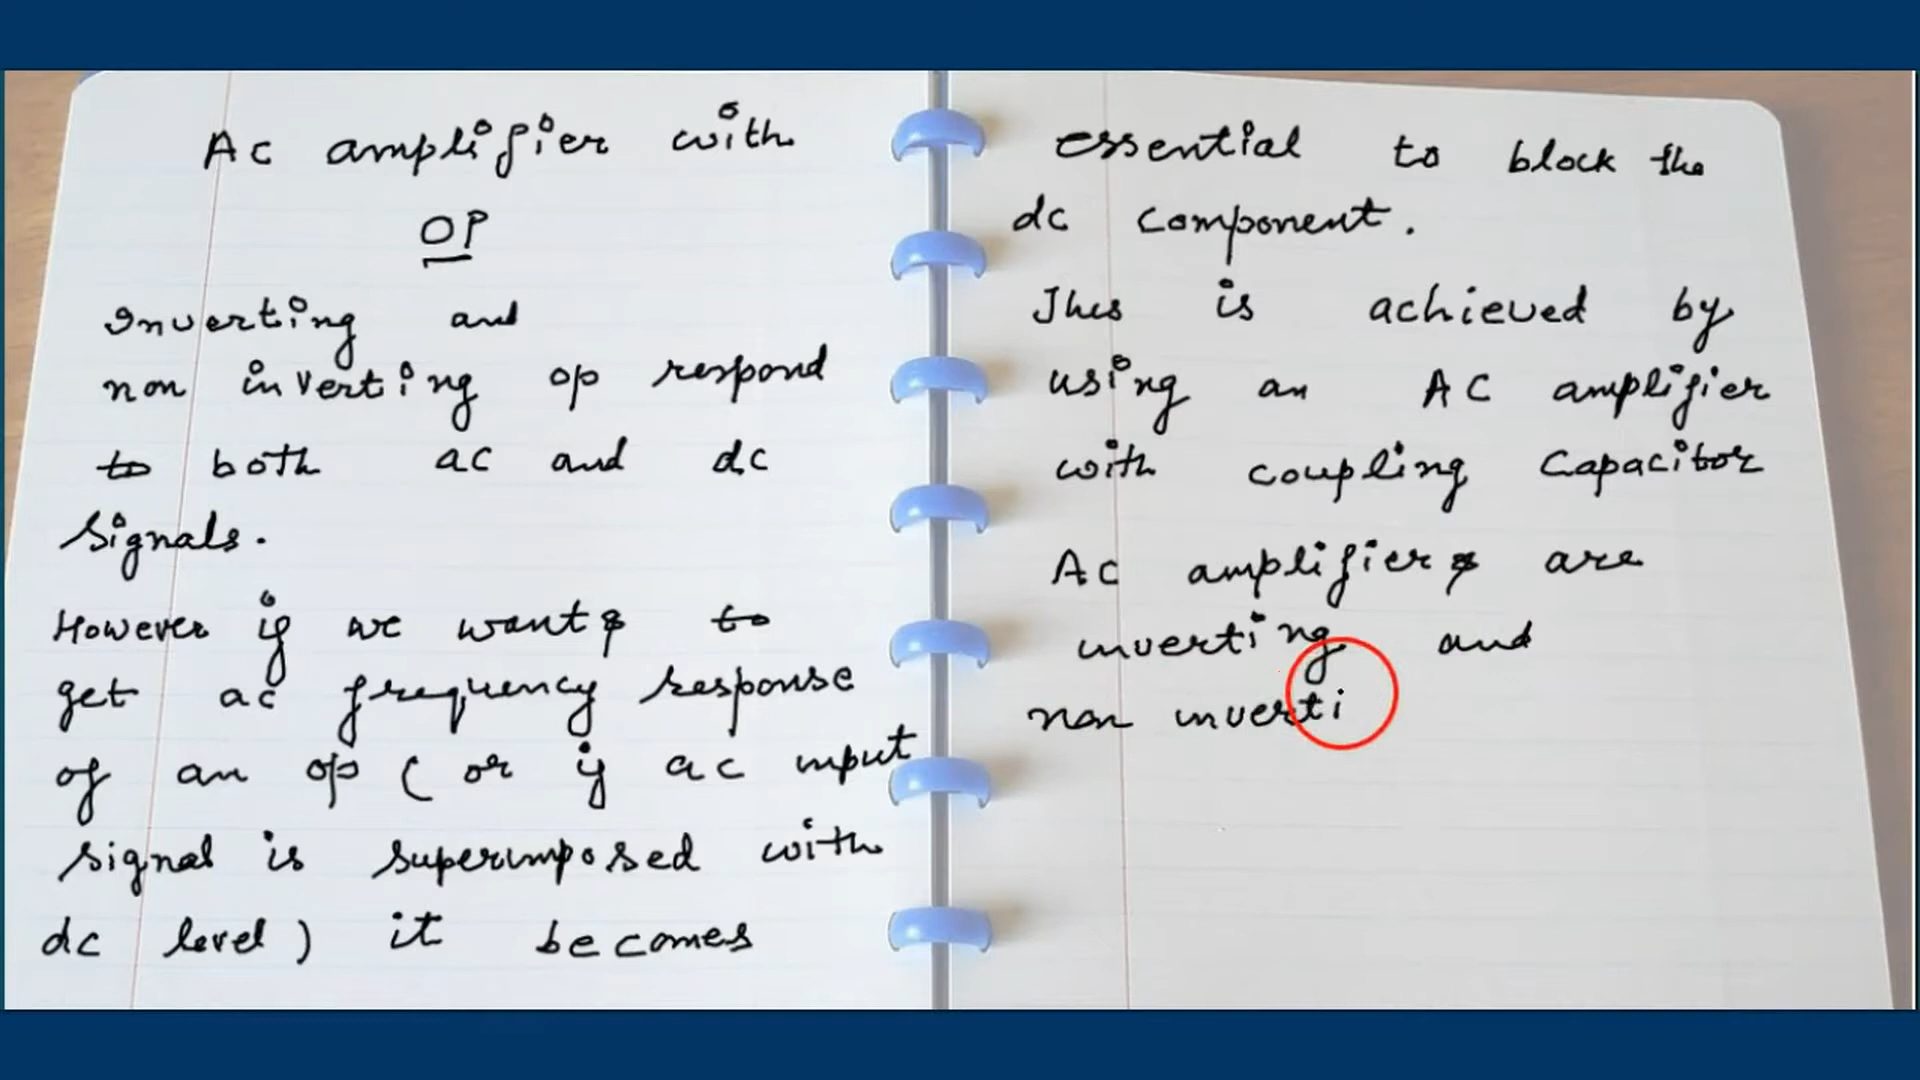 Ac amplifier with
OP
Inverting and
non inverting op respond
to both ac and dc
signals.
However if we want to
get ac frequency response
of an op ( or if ac input
signal is superimposed with
dc level ) it becomes
essential to block the
dc component.
Thes is achieved by
using an AC amplifier
with coupling capacitor
Ac amplifiers are
inverting and
non inverti